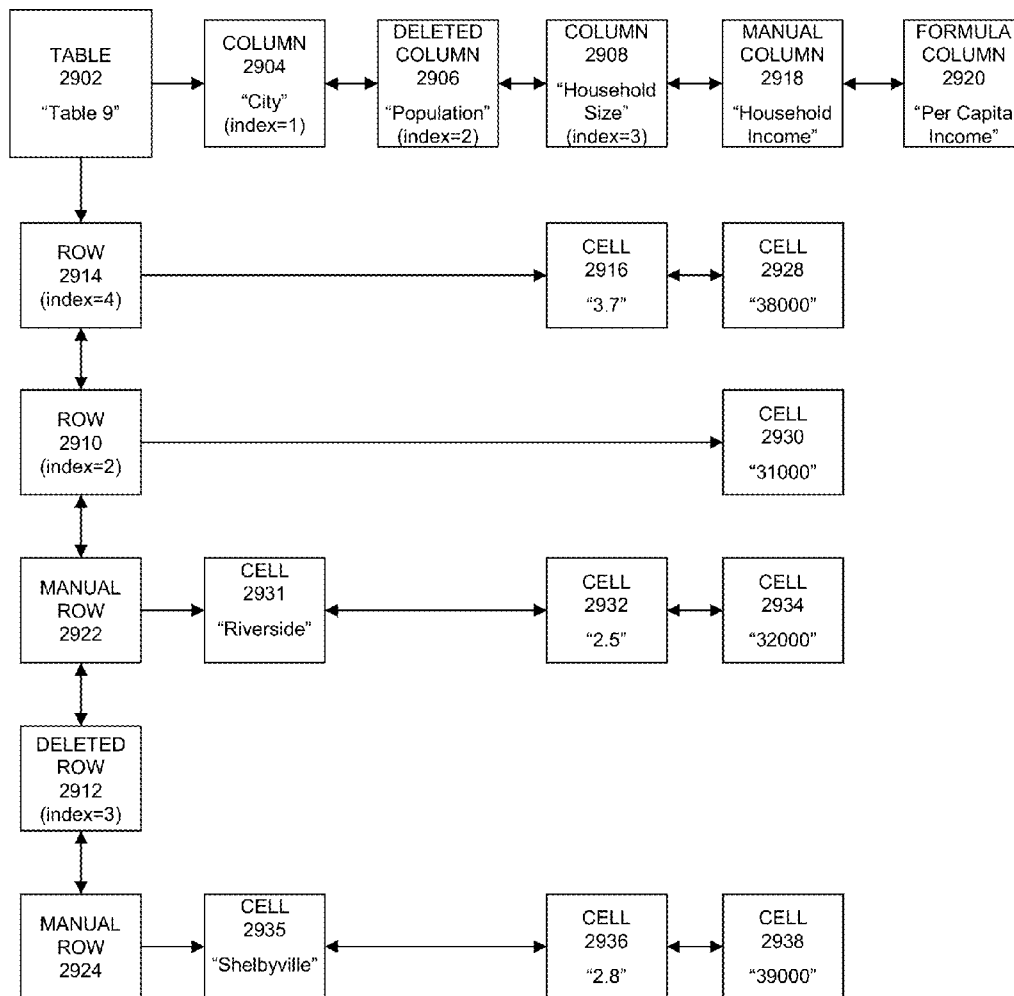 TABLE
2902
“Table 9”
COLUMN
2904
“City”
(index=1)
DELETED
COLUMN
2906
“Population”
(index=2)
COLUMN
2908
“Household
Size”
(index=3)
MANUAL
COLUMN
2918
“Household
Income”
FORMULA
COLUMN
2920
“Per Capita
Income”
ROW
2914
(index=4)
CELL
2916
“3.7”
CELL
2928
“38000”
ROW
2910
(index=2)
CELL
2930
“31000”
MANUAL
ROW
2922
CELL
2931
“Riverside”
CELL
2932
“2.5”
CELL
2934
“32000”
DELETED
ROW
2912
(index=3)
MANUAL
ROW
2924
CELL
2935
“Shelbyville”
CELL
2936
“2.8”
CELL
2938
“39000”